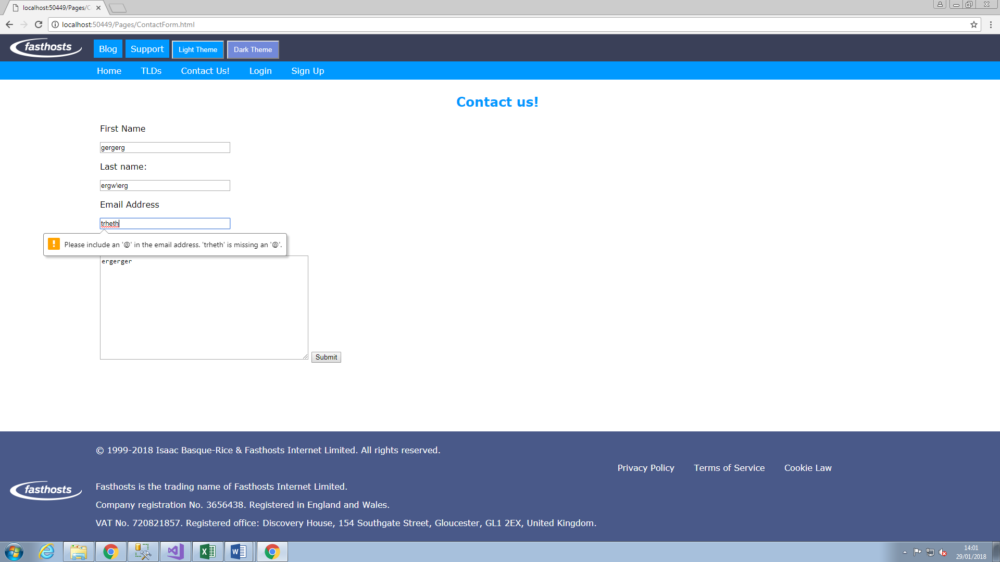 localhost:50449/Pages/C
localhost:50449/Pages/ContactForm.html
fasthosts
Blog
Support
Light Theme
Dark Theme
Home
TLDs
Contact Us!
Login
Sign Up
Contact us!
First Name
gergerg
Last name:
ergw\erg
Email Address
trheth
! Please include an '@' in the email address. 'trheth' is missing an '@'.
ergerger
Submit
© 1999-2018 Isaac Basque-Rice & Fasthosts Internet Limited. All rights reserved.
Privacy Policy
Terms of Service
Cookie Law
fasthosts
Fasthosts is the trading name of Fasthosts Internet Limited.
Company registration No. 3656438. Registered in England and Wales.
VAT No. 720821857. Registered office: Discovery House, 154 Southgate Street, Gloucester, GL1 2EX, United Kingdom.
14:01
29/01/2018